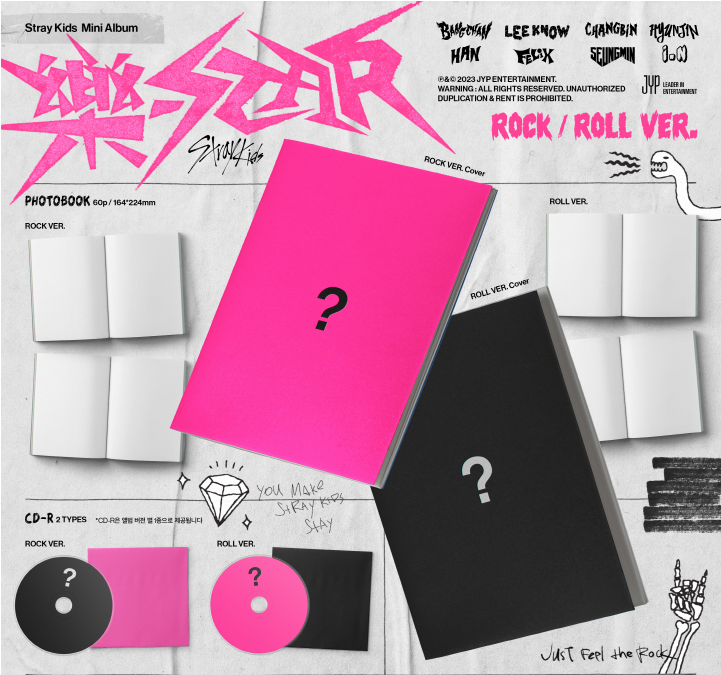 Stray Kids Mini Album
樂-STAR
Stray Kids
BANGCHAN LEE KNOW CHANGBIN HYUNJIN
HAN FELIX SEUNGMIN I.N
℗&© 2023 JYP ENTERTAINMENT.
WARNING : ALL RIGHTS RESERVED. UNAUTHORIZED
DUPLICATION & RENT IS PROHIBITED.
JYP LEADER IN
ENTERTAINMENT
ROCK / ROLL VER.
PHOTOBOOK 60p / 164*224mm
ROCK VER.
ROCK VER. Cover
?
ROLL VER.
ROLL VER. Cover
?
YOU MAKE
STRAY KIDS
STAY
CD-R 2 TYPES *CD-R은 앨범 버전 별 1종으로 제공됩니다
ROCK VER.
?
ROLL VER.
?
JUST Feel the Rock